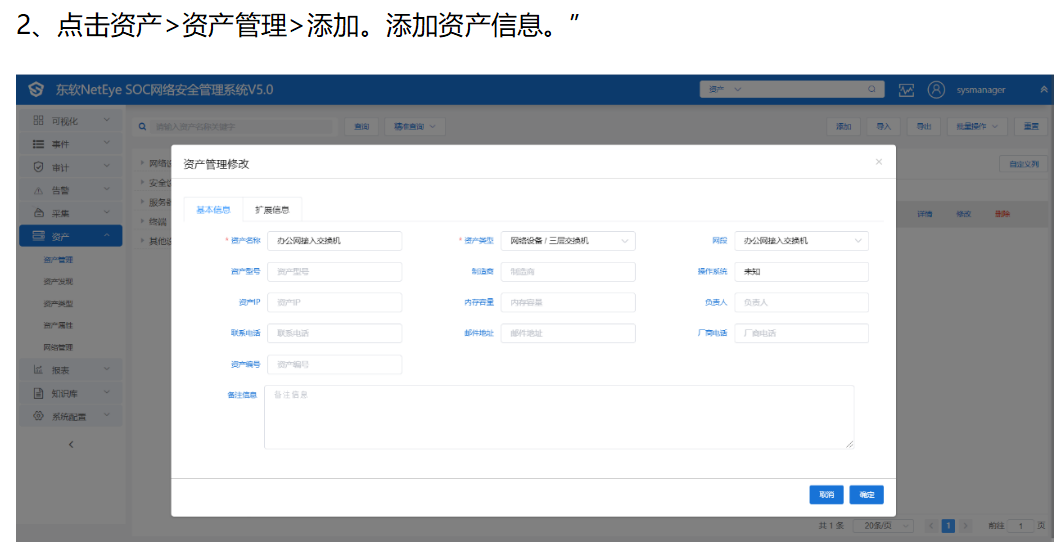 2、点击资产>资产管理>添加。添加资产信息。”
东软NetEye SOC网络安全管理系统V5.0
资产
sysmanager
可视化
请输入资产名称关键字
查询
精准查询
添加
导入
导出
批量操作
重置
事件
审计
告警
采集
资产
资产管理
资产发现
资产类型
资产属性
网络管理
报表
知识库
系统配置
网络设
安全设
服务器
终端
其他设
自定义列
详情
修改
删除
资产管理修改
基本信息
扩展信息
* 资产名称 办公网接入交换机
* 资产类型 网络设备 / 三层交换机
网段 办公网接入交换机
资产型号 资产型号
制造商 制造商
操作系统 未知
资产IP 资产IP
内存容量 内存容量
负责人 负责人
联系电话 联系电话
邮件地址 邮件地址
厂商电话 厂商电话
资产编号 资产编号
备注信息 备注信息
取消
确定
共 1 条
20条/页
1
前往 1 页